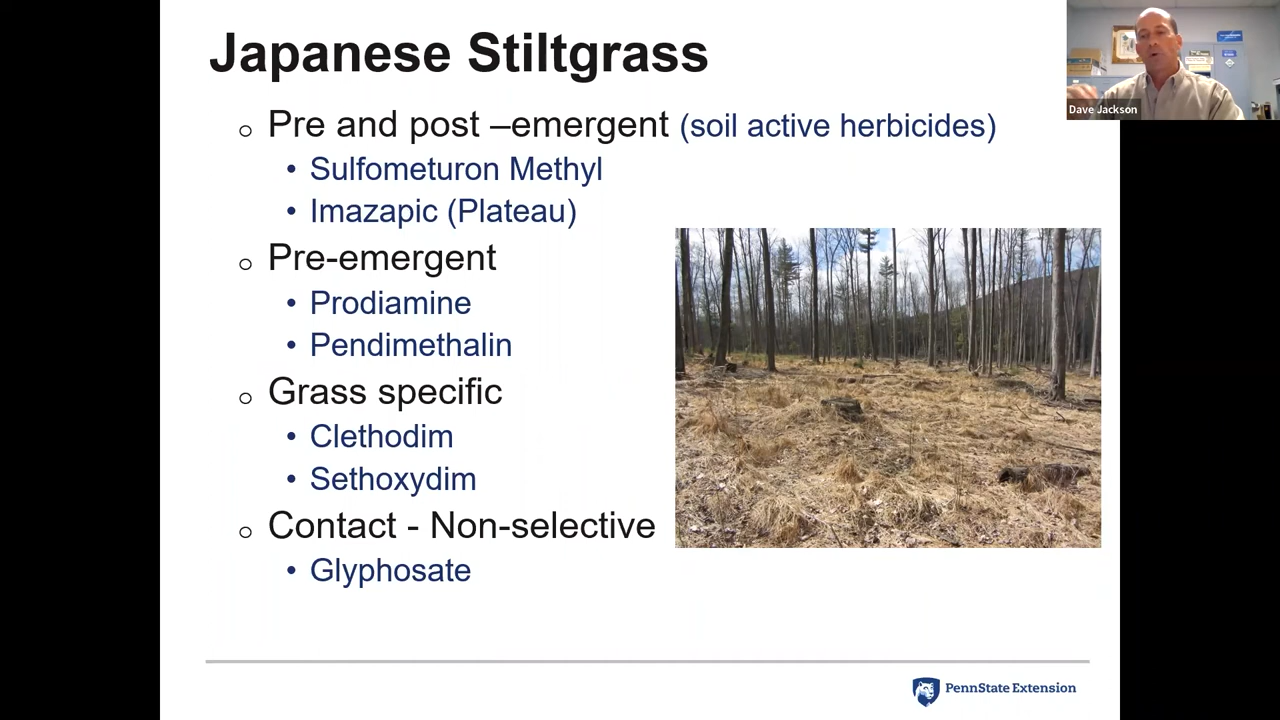 Japanese Stiltgrass
Dave Jackson
Pre and post –emergent (soil active herbicides)
Sulfometuron Methyl
Imazapic (Plateau)
Pre-emergent
Prodiamine
Pendimethalin
Grass specific
Clethodim
Sethoxydim
Contact - Non-selective
Glyphosate
PennState Extension